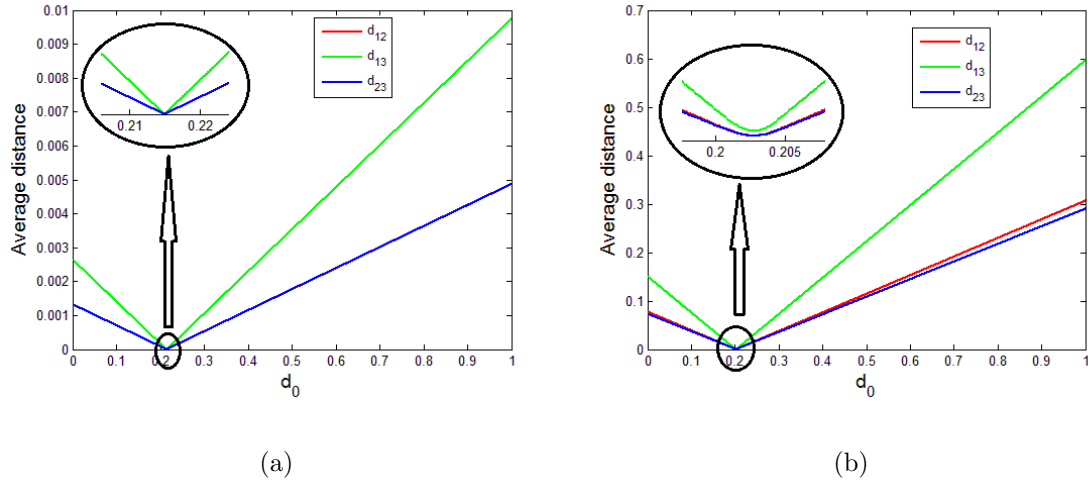 0.01
0.009
0.008
0.007
0.006
0.005
0.004
0.003
0.002
0.001
0
Average distance
0 0.1 0.2 0.3 0.4 0.5 0.6 0.7 0.8 0.9 1
d0
d12
d13
d23
0.21 0.22
(a)
0.7
0.6
0.5
0.4
0.3
0.2
0.1
0
Average distance
0 0.1 0.2 0.3 0.4 0.5 0.6 0.7 0.8 0.9 1
d0
d12
d13
d23
0.2 0.205
(b)